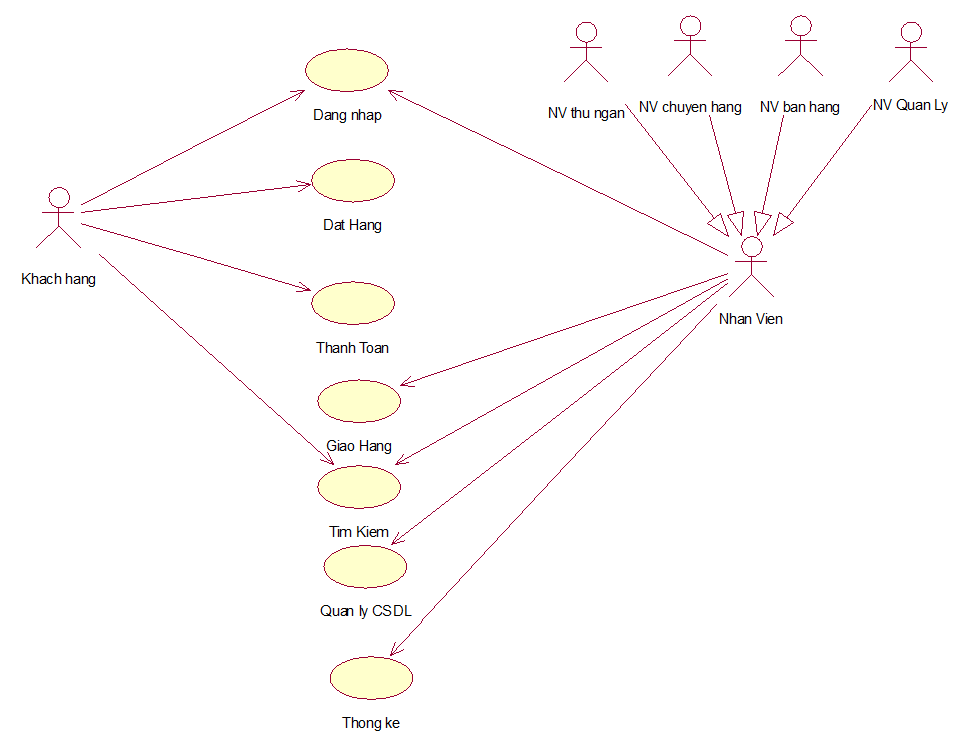 NV thu ngan
NV chuyen hang
NV ban hang
NV Quan Ly
Dang nhap
Dat Hang
Khach hang
Nhan Vien
Thanh Toan
Giao Hang
Tim Kiem
Quan ly CSDL
Thong ke